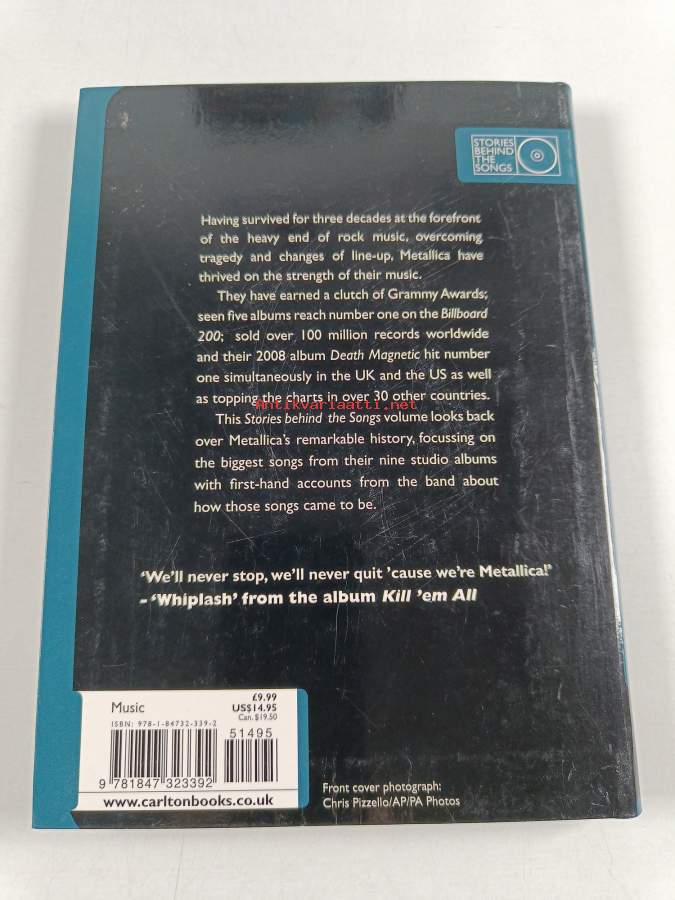 STORIES
BEHIND
THE
SONGS
Having survived for three decades at the forefront
of the heavy end of rock music, overcoming
tragedy and changes of line-up, Metallica have
thrived on the strength of their music.
They have earned a clutch of Grammy Awards;
seen five albums reach number one on the Billboard
200; sold over 100 million records worldwide
and their 2008 album Death Magnetic hit number
one simultaneously in the UK and the US as well
as topping the charts in over 30 other countries.
Antikvariaatti.net
This Stories behind the Songs volume looks back
over Metallica's remarkable history, focussing on
the biggest songs from their nine studio albums
with first-hand accounts from the band about
how those songs came to be.
‘We'll never stop, we'll never quit ’cause we're Metallica!’
– ‘Whiplash’ from the album Kill ’em All
£9.99
Music US$14.95
Can. $19.50
ISBN: 978-1-84732-339-2
51495
9 781847 323392
www.carltonbooks.co.uk
Front cover photograph:
Chris Pizzello/AP/PA Photos